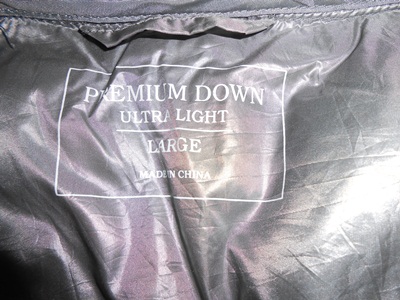 PREMIUM DOWN
ULTRA LIGHT
LARGE
MADE IN CHINA